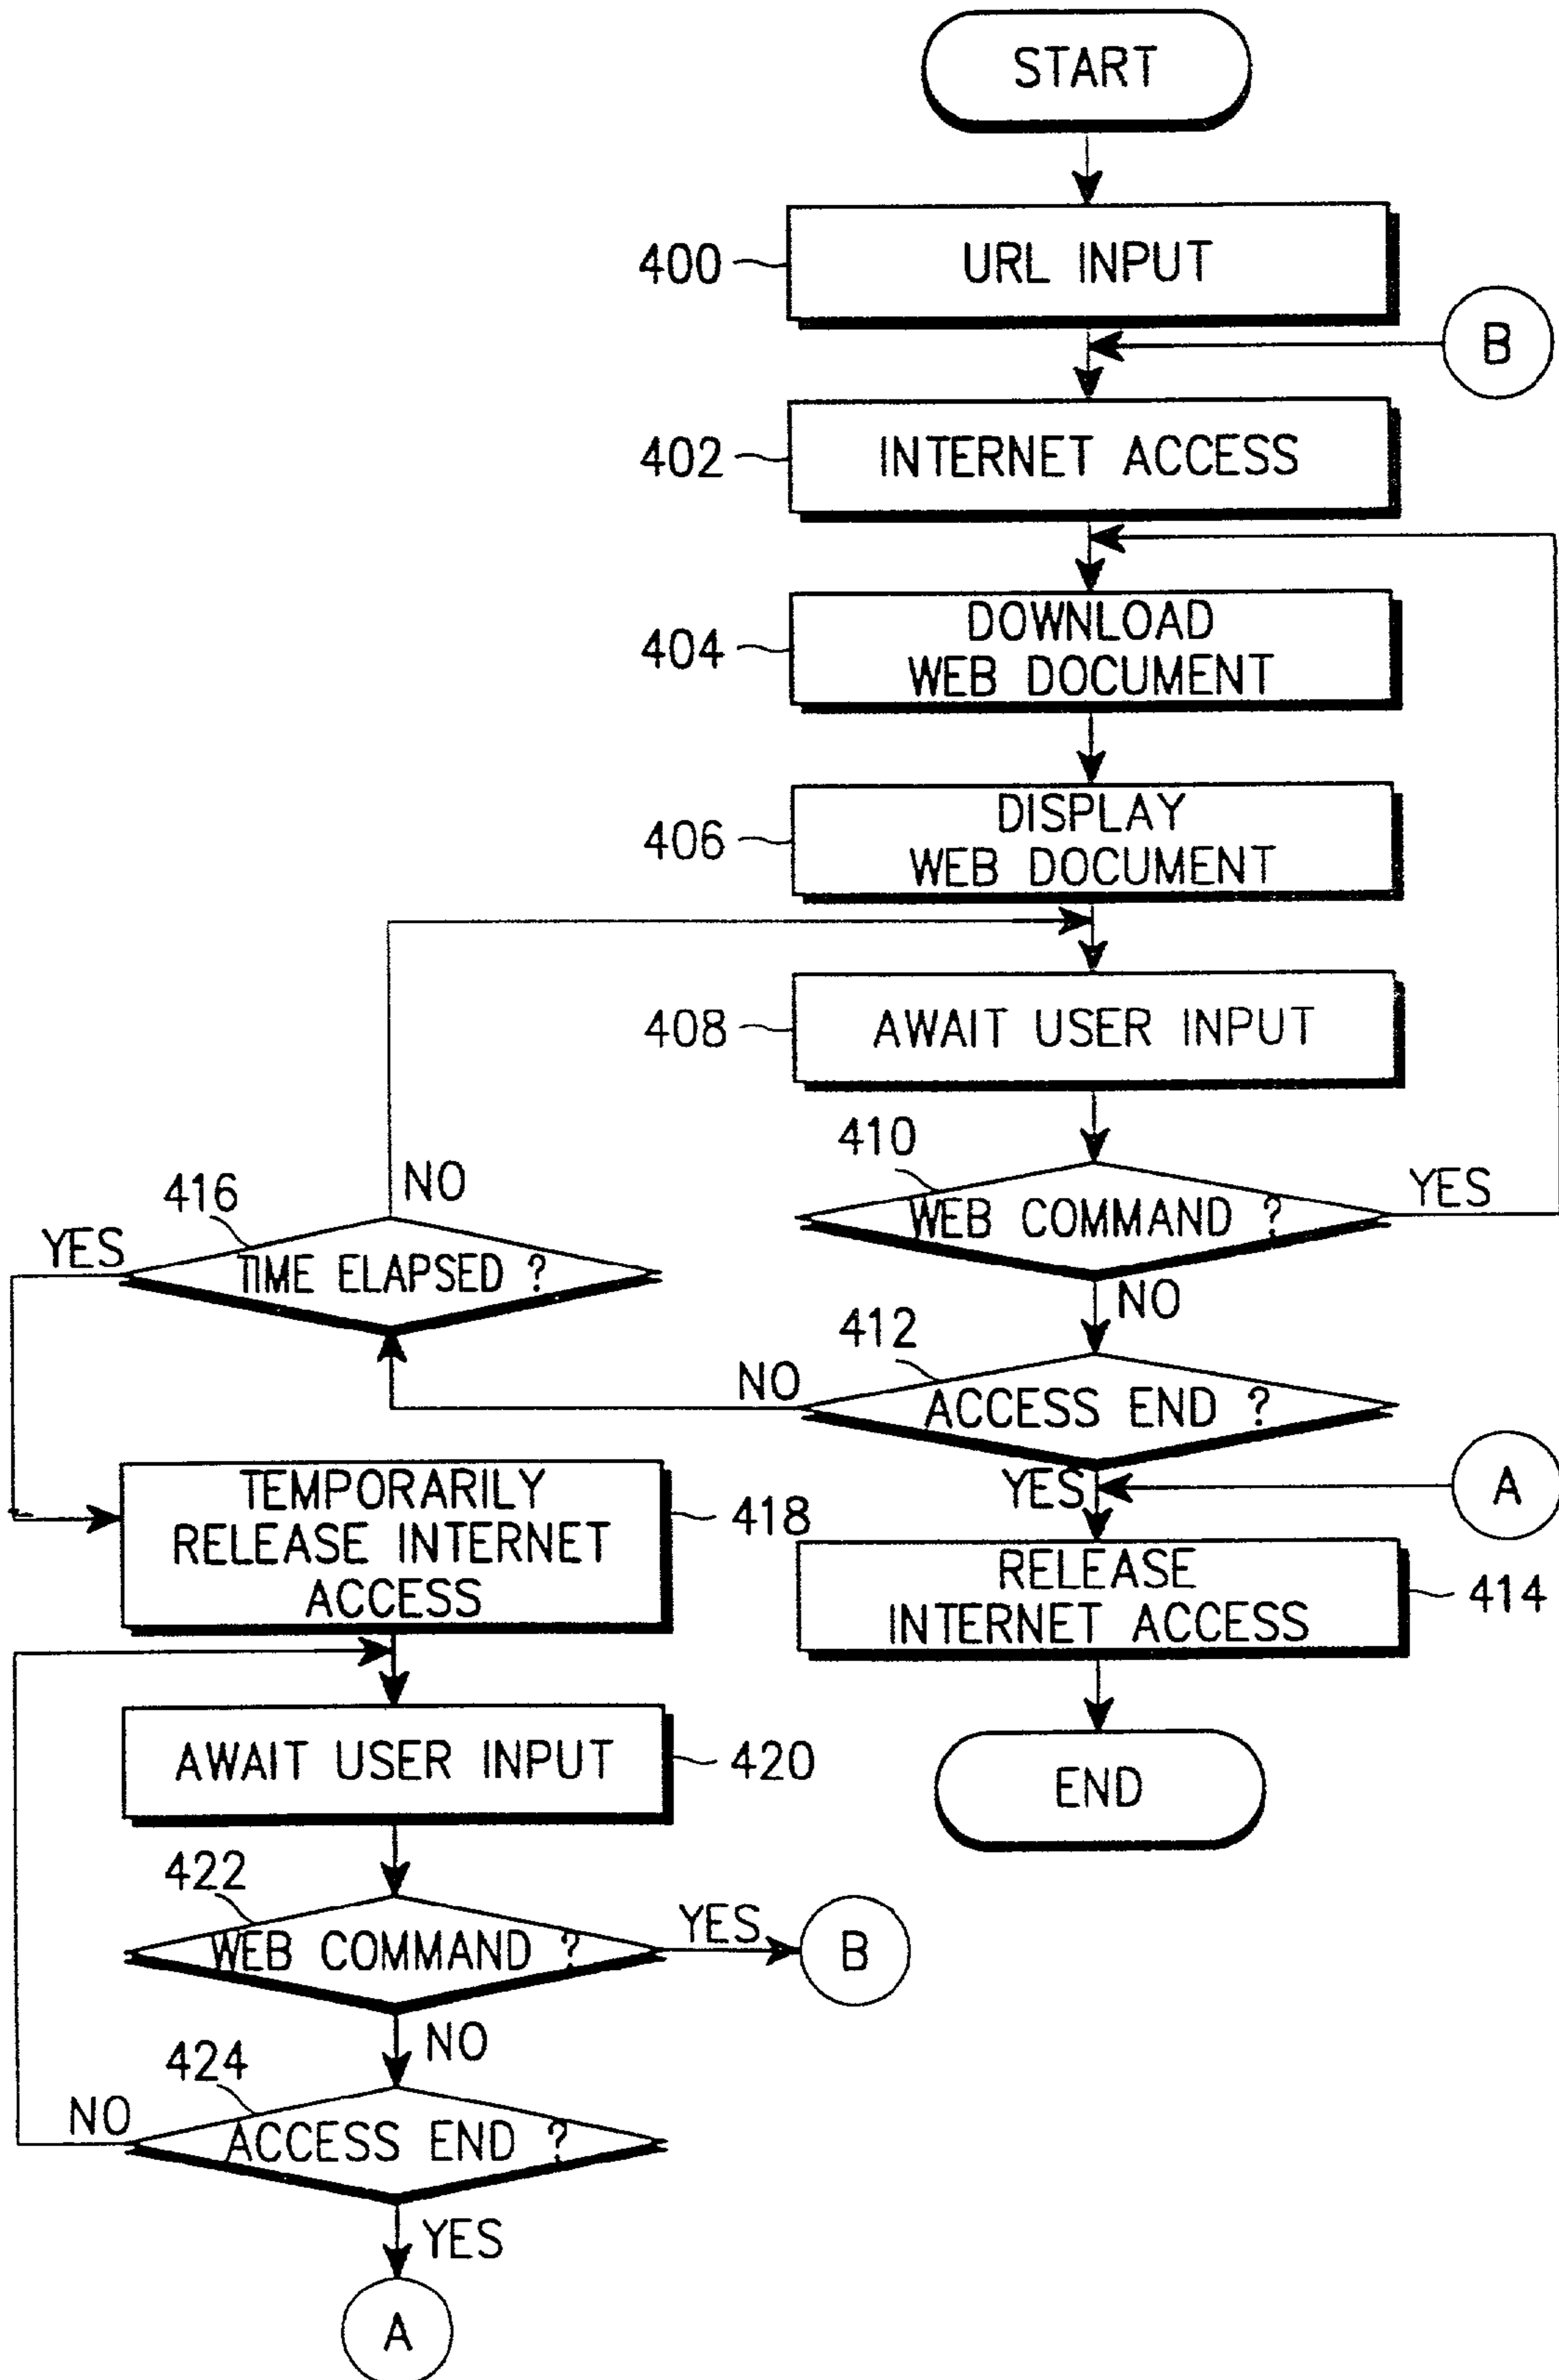 START
400
URL INPUT
B
402
INTERNET ACCESS
404
DOWNLOAD
WEB DOCUMENT
406
DISPLAY
WEB DOCUMENT
408
AWAIT USER INPUT
410
WEB COMMAND ?
YES
NO
412
ACCESS END ?
NO
YES
A
414
RELEASE
INTERNET ACCESS
END
416
TIME ELAPSED ?
NO
YES
418
TEMPORARILY
RELEASE INTERNET
ACCESS
420
AWAIT USER INPUT
422
WEB COMMAND ?
YES
B
NO
424
ACCESS END ?
NO
YES
A